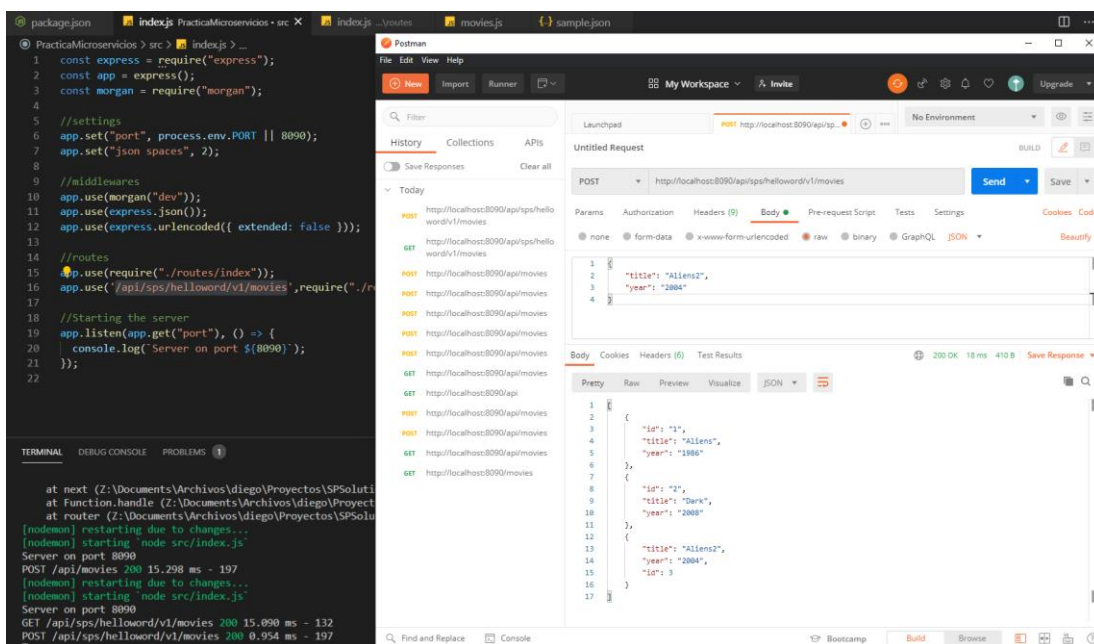 package.json
index.js PracticaMicroservicios • src
index.js ...\routes
movies.js
sample.json
PracticaMicroservicios > src > index.js > ...
1 const express = require("express");
2 const app = express();
3 const morgan = require("morgan");
4
5 //settings
6 app.set("port", process.env.PORT || 8090);
7 app.set("json spaces", 2);
8
9 //middlewares
10 app.use(morgan("dev"));
11 app.use(express.json());
12 app.use(express.urlencoded({ extended: false }));
13
14 //routes
15 app.use(require("./routes/index"));
16 app.use('/api/sps/helloword/v1/movies',require("./r
17
18 //Starting the server
19 app.listen(app.get("port"), () => {
20 console.log(`Server on port ${8090}`);
21 });
22
TERMINAL DEBUG CONSOLE PROBLEMS 1
at next (Z:\Documents\Archivos\diego\Proyectos\SPSoluti
at Function.handle (Z:\Documents\Archivos\diego\Proyect
at router (Z:\Documents\Archivos\diego\Proyectos\SPSolu
[nodemon] restarting due to changes...
[nodemon] starting `node src/index.js`
Server on port 8090
POST /api/movies 200 15.298 ms - 197
[nodemon] restarting due to changes...
[nodemon] starting `node src/index.js`
Server on port 8090
GET /api/sps/helloword/v1/movies 200 15.090 ms - 132
POST /api/sps/helloword/v1/movies 200 0.954 ms - 197
Postman
File Edit View Help
New Import Runner My Workspace Invite Upgrade
Filter
History Collections APIs
Save Responses Clear all
Today
POST http://localhost:8090/api/sps/hello
word/v1/movies
GET http://localhost:8090/api/sps/hello
word/v1/movies
POST http://localhost:8090/api/movies
POST http://localhost:8090/api/movies
POST http://localhost:8090/api/movies
POST http://localhost:8090/api/movies
POST http://localhost:8090/api/movies
GET http://localhost:8090/api/movies
GET http://localhost:8090/api
POST http://localhost:8090/api/movies
POST http://localhost:8090/api/movies
GET http://localhost:8090/api/movies
GET http://localhost:8090/movies
Launchpad POST http://localhost:8090/api/sp... No Environment
Untitled Request BUILD
POST http://localhost:8090/api/sps/helloword/v1/movies Send Save
Params Authorization Headers (9) Body Pre-request Script Tests Settings Cookies Cod
none form-data x-www-form-urlencoded raw binary GraphQL JSON Beautify
1 {
2 "title": "Aliens2",
3 "year": "2004"
4 }
Body Cookies Headers (6) Test Results 200 OK 18 ms 410 B Save Response
Pretty Raw Preview Visualize JSON
1 [
2 {
3 "id": "1",
4 "title": "Aliens",
5 "year": "1986"
6 },
7 {
8 "id": "2",
9 "title": "Dark",
10 "year": "2008"
11 },
12 {
13 "title": "Aliens2",
14 "year": "2004",
15 "id": 3
16 }
17 ]
Find and Replace Console Bootcamp Build Browse